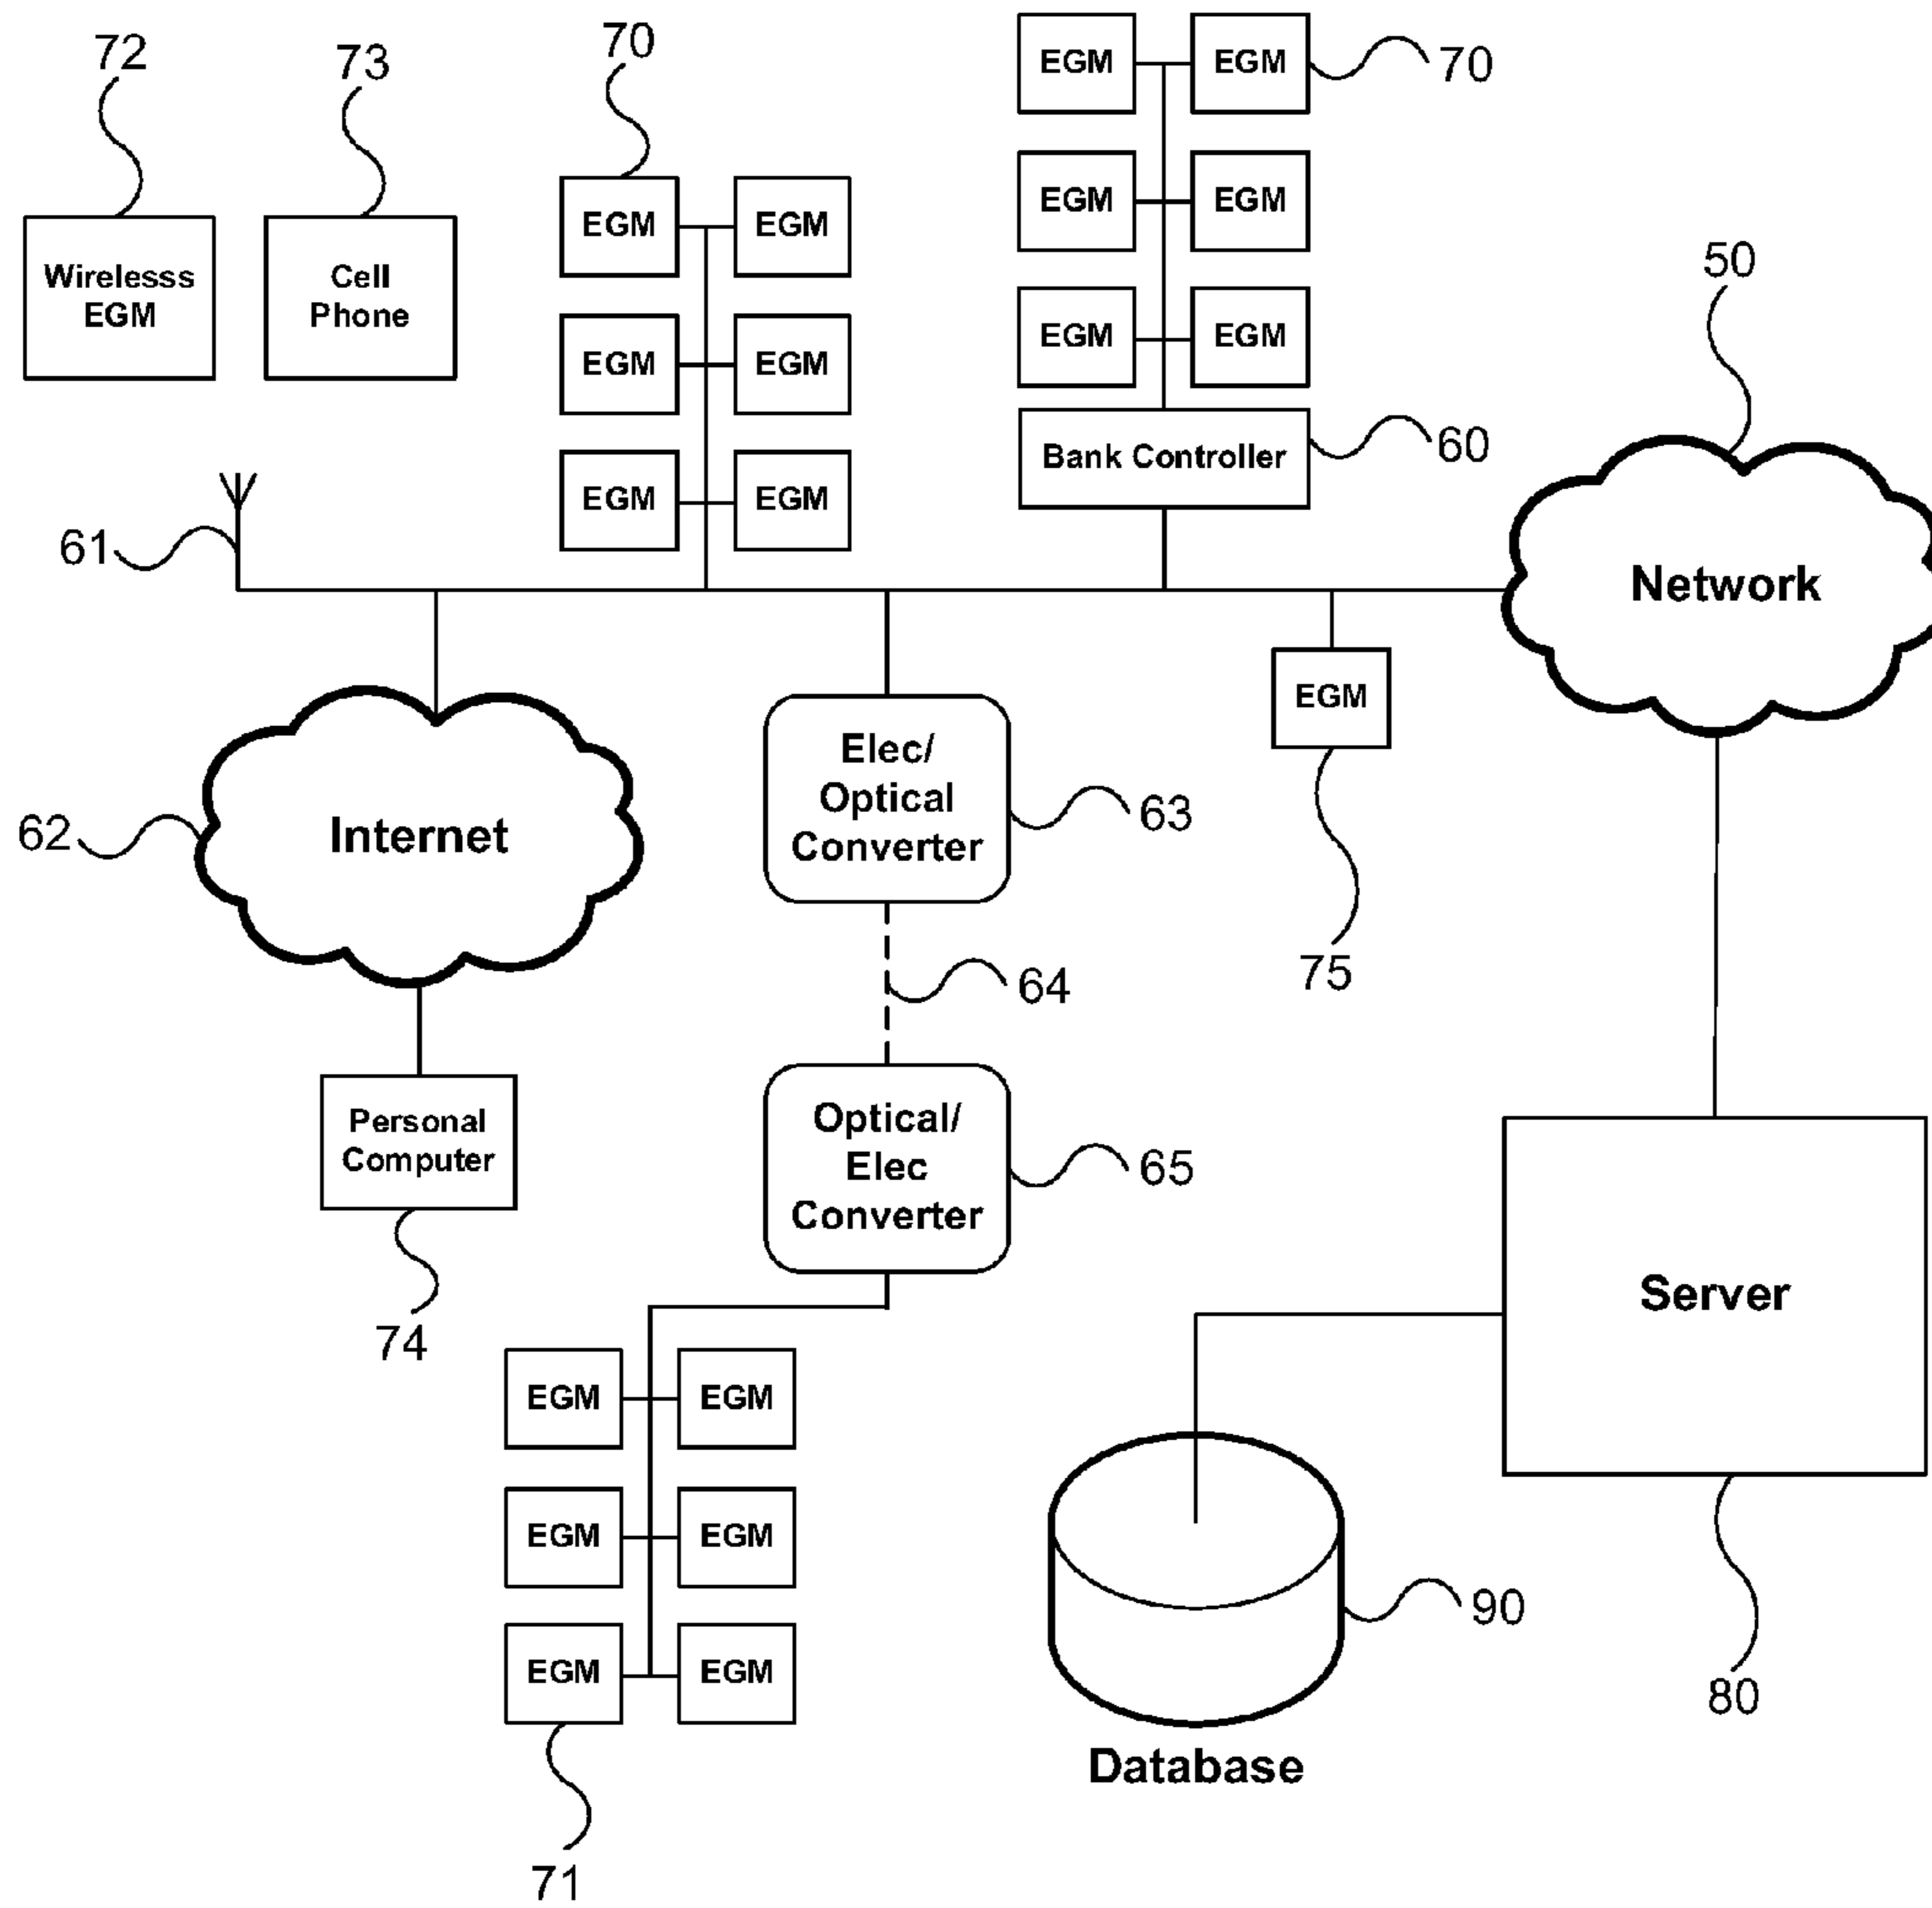 72
73
70
EGM EGM
70
Wirelesss
EGM
Cell
Phone
EGM EGM
EGM EGM
EGM EGM
EGM EGM
EGM EGM
50
Bank Controller
60
61
Network
EGM
Elec/
Optical
Converter
63
62
Internet
75
64
Personal
Computer
Optical/
Elec
Converter
65
74
Server
EGM EGM
EGM EGM
EGM EGM
90
80
Database
71